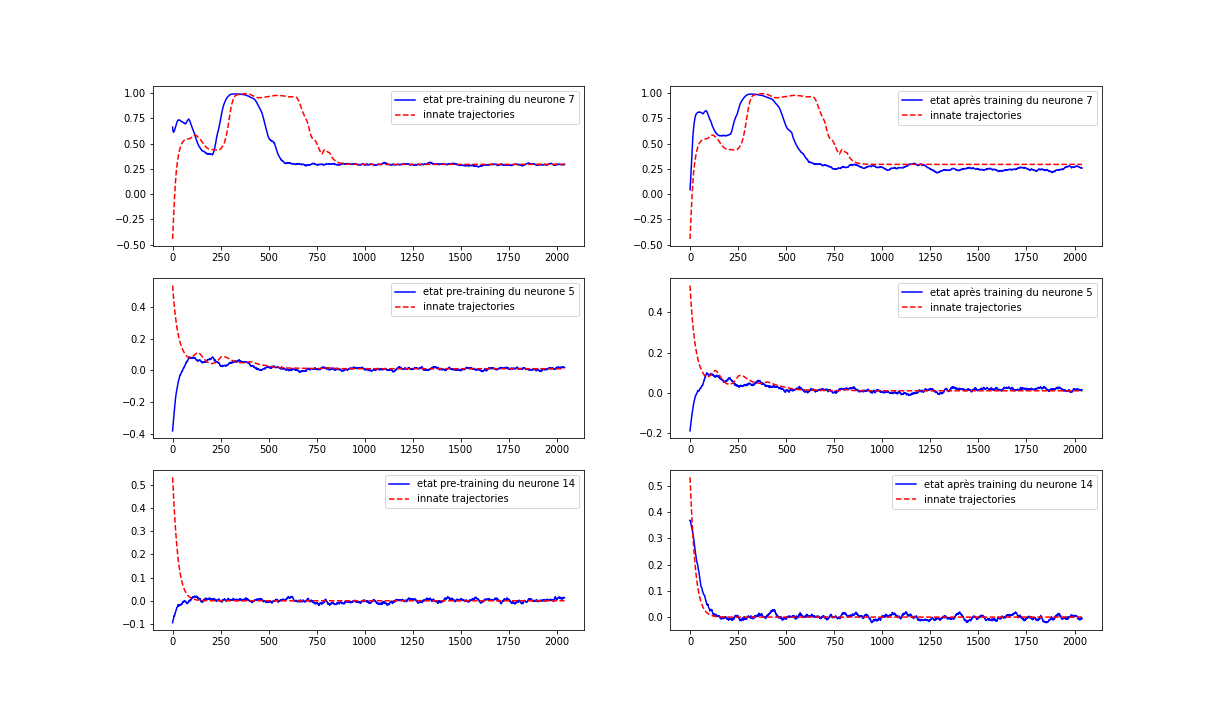 etat pre-training du neurone 7
innate trajectories
1.00
0.75
0.50
0.25
0.00
−0.25
−0.50
0 250 500 750 1000 1250 1500 1750 2000
etat après training du neurone 7
innate trajectories
1.00
0.75
0.50
0.25
0.00
−0.25
−0.50
0 250 500 750 1000 1250 1500 1750 2000
etat pre-training du neurone 5
innate trajectories
0.4
0.2
0.0
−0.2
−0.4
0 250 500 750 1000 1250 1500 1750 2000
etat après training du neurone 5
innate trajectories
0.4
0.2
0.0
−0.2
0 250 500 750 1000 1250 1500 1750 2000
etat pre-training du neurone 14
innate trajectories
0.5
0.4
0.3
0.2
0.1
0.0
−0.1
0 250 500 750 1000 1250 1500 1750 2000
etat après training du neurone 14
innate trajectories
0.5
0.4
0.3
0.2
0.1
0.0
0 250 500 750 1000 1250 1500 1750 2000